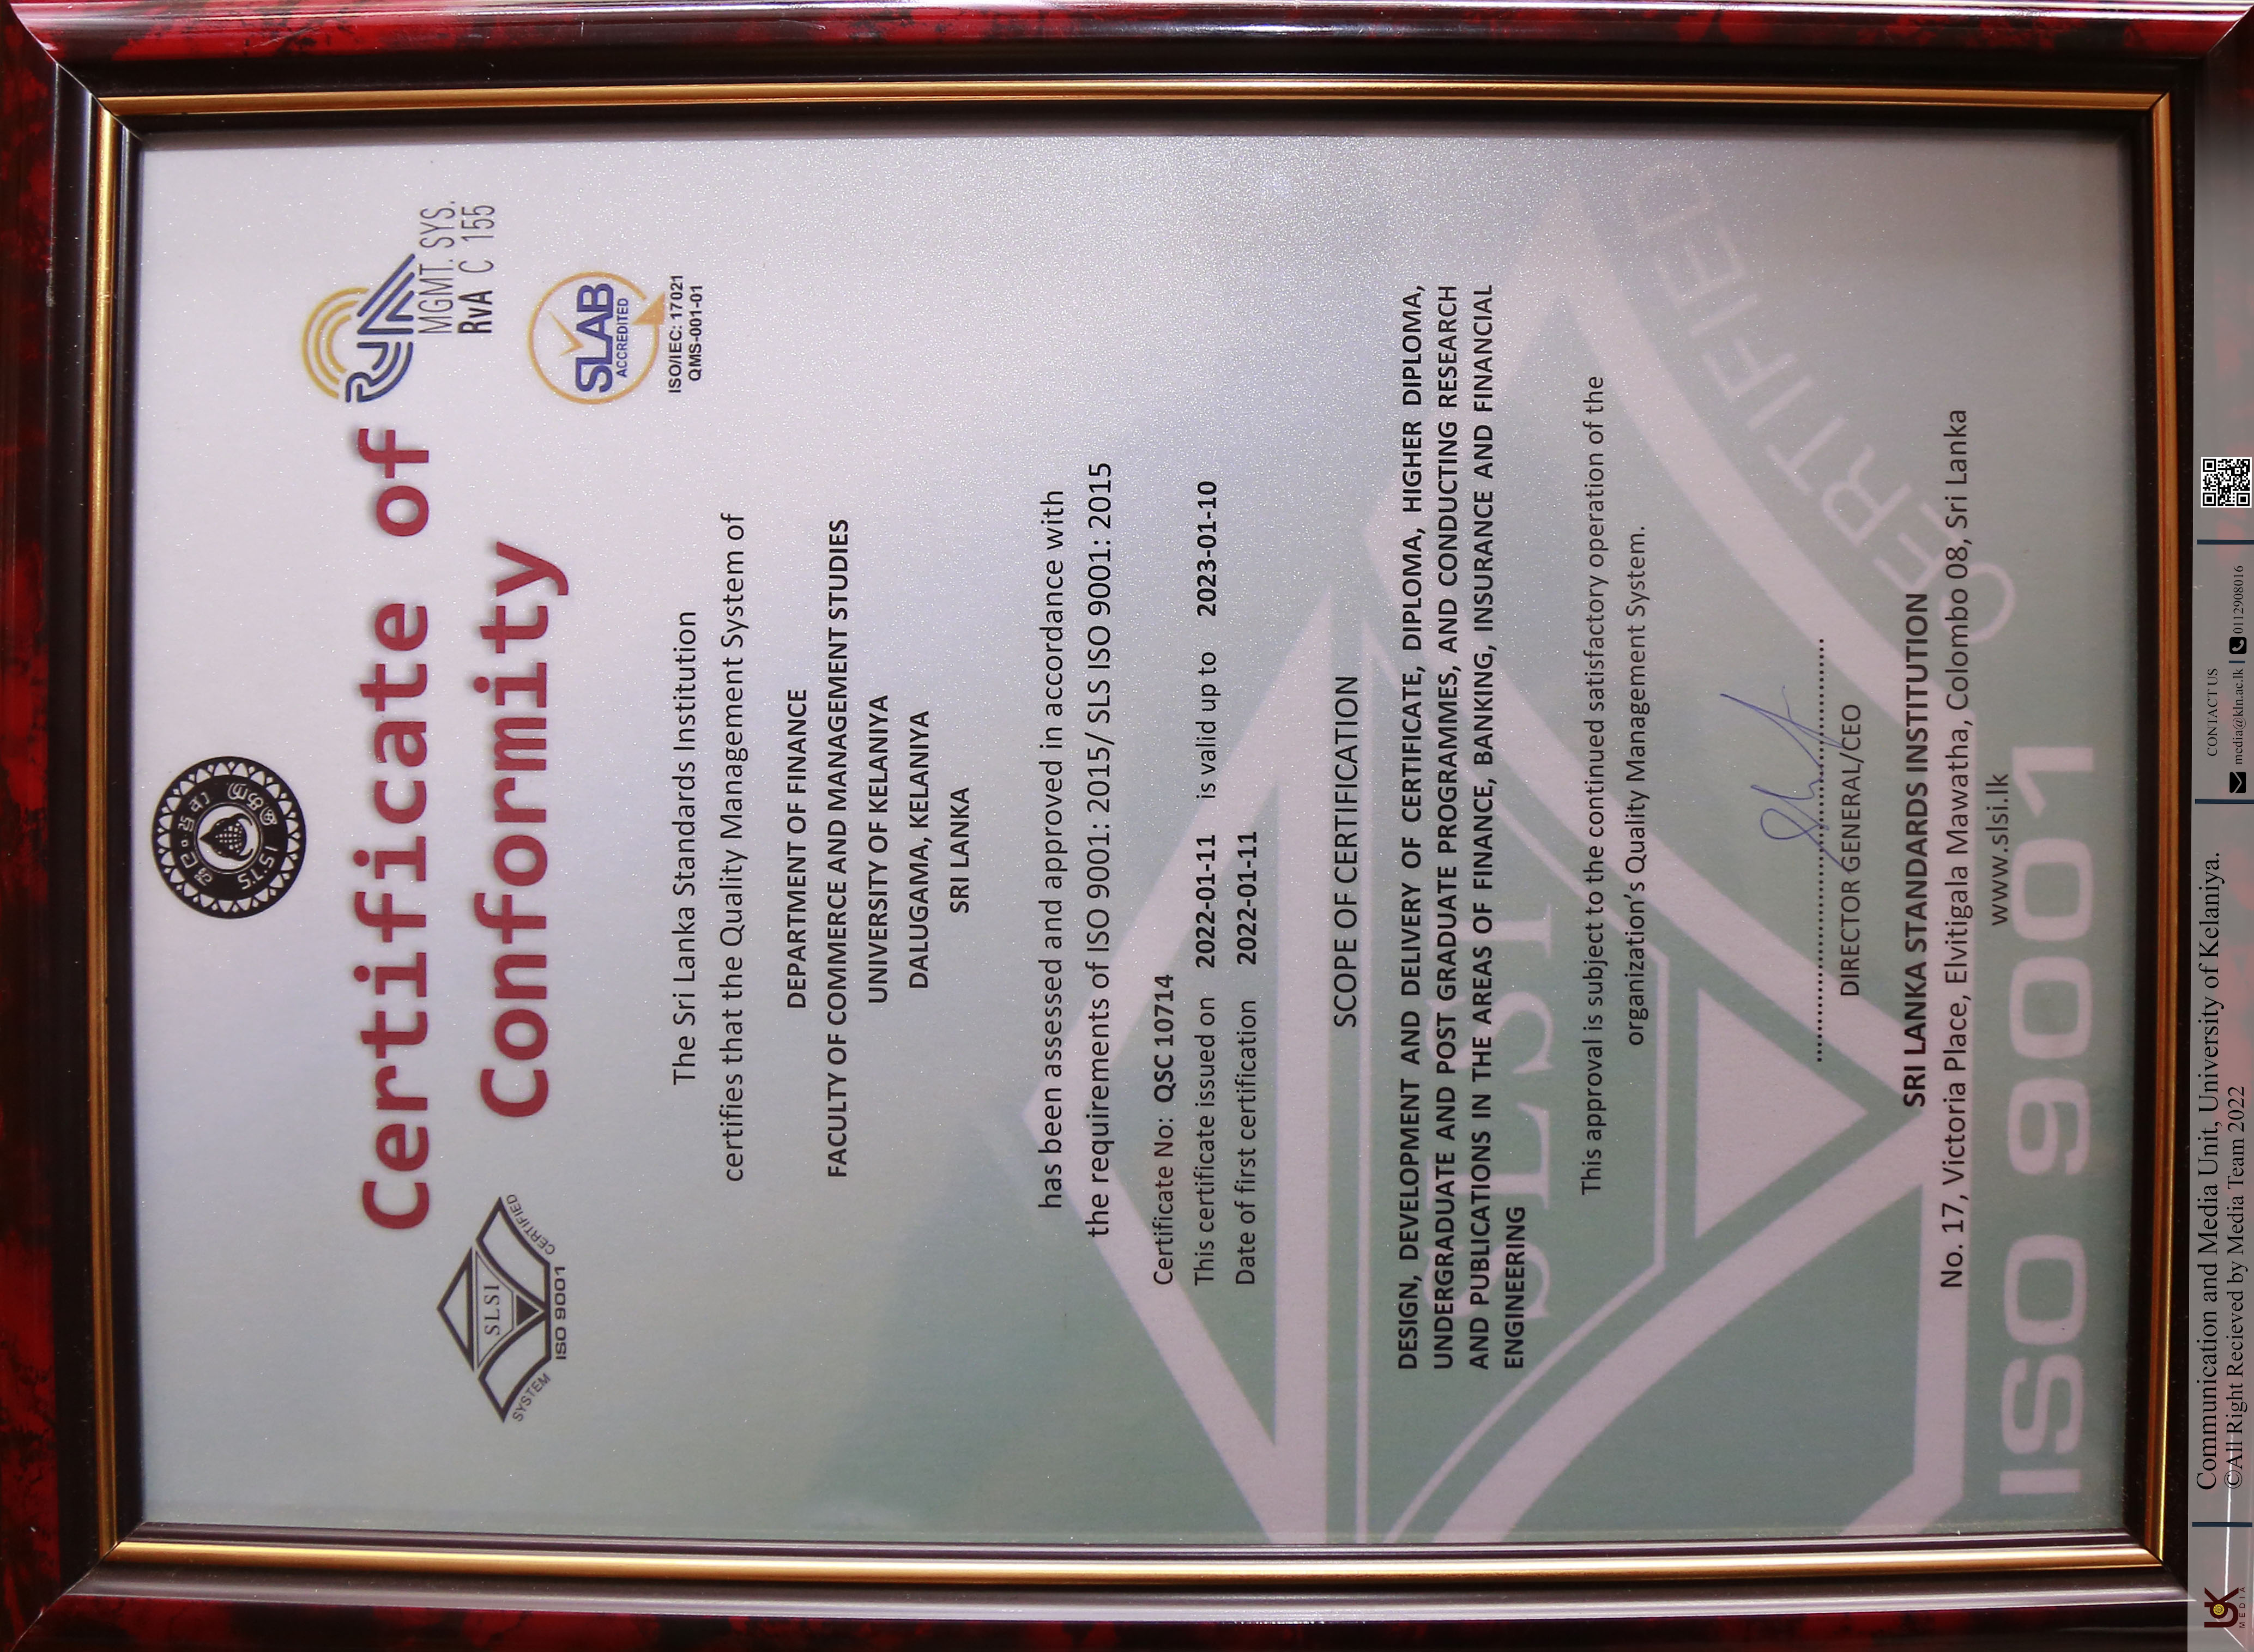 ISTS
Certificate of
Conformity
MGMT. SYS.
RvA C 155
SLAB
ACCREDITED
ISO/IEC: 17021
QMS-001-01
SLSI
SYSTEM CERTIFIED
ISO 9001
The Sri Lanka Standards Institution
certifies that the Quality Management System of
DEPARTMENT OF FINANCE
FACULTY OF COMMERCE AND MANAGEMENT STUDIES
UNIVERSITY OF KELANIYA
DALUGAMA, KELANIYA
SRI LANKA
has been assessed and approved in accordance with
the requirements of ISO 9001: 2015/ SLS ISO 9001: 2015
Certificate No: QSC 10714
This certificate issued on 2022-01-11 is valid up to 2023-01-10
Date of first certification 2022-01-11
SCOPE OF CERTIFICATION
DESIGN, DEVELOPMENT AND DELIVERY OF CERTIFICATE, DIPLOMA, HIGHER DIPLOMA,
UNDERGRADUATE AND POST GRADUATE PROGRAMMES, AND CONDUCTING RESEARCH
AND PUBLICATIONS IN THE AREAS OF FINANCE, BANKING, INSURANCE AND FINANCIAL
ENGINEERING
This approval is subject to the continued satisfactory operation of the
organization's Quality Management System.
DIRECTOR GENERAL/CEO
SRI LANKA STANDARDS INSTITUTION
No. 17, Victoria Place, Elvitigala Mawatha, Colombo 08, Sri Lanka
www.slsi.lk
SLSI
CERTIFIED
ISO 9001
UOK
MEDIA
Communication and Media Unit, University of Kelaniya.
©All Right Recieved by Media Team 2022
CONTACT US
media@kln.ac.lk | 0112908016